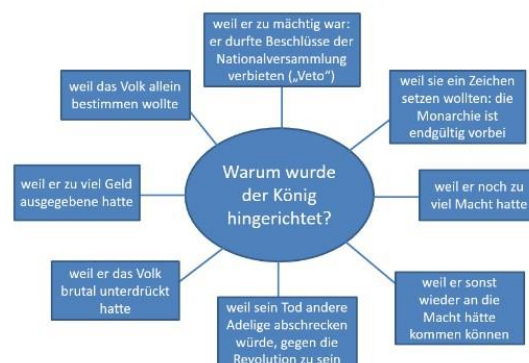 weil er zu mächtig war:
er durfte Beschlüsse der
Nationalversammlung
verbieten („Veto“)
weil das Volk allein
bestimmen wollte
weil sie ein Zeichen
setzen wollten: die
Monarchie ist
endgültig vorbei
Warum wurde
der König
hingerichtet?
weil er zu viel Geld
ausgegebene hatte
weil er noch zu
viel Macht hatte
weil er das Volk
brutal unterdrückt
hatte
weil sein Tod andere
Adelige abschrecken
würde, gegen die
Revolution zu sein
weil er sonst
wieder an die
Macht hätte
kommen können